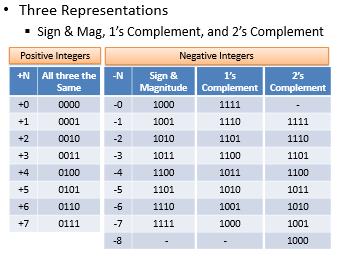 • Three Representations
▪ Sign & Mag, 1's Complement, and 2's Complement
Positive Integers Negative Integers
+N All three the Same -N Sign & Magnitude 1's Complement 2's Complement
+0 0000 -0 1000 1111 -
+1 0001 -1 1001 1110 1111
+2 0010 -2 1010 1101 1110
+3 0011 -3 1011 1100 1101
+4 0100 -4 1100 1011 1100
+5 0101 -5 1101 1010 1011
+6 0110 -6 1110 1001 1010
+7 0111 -7 1111 1000 1001
-8 - - 1000